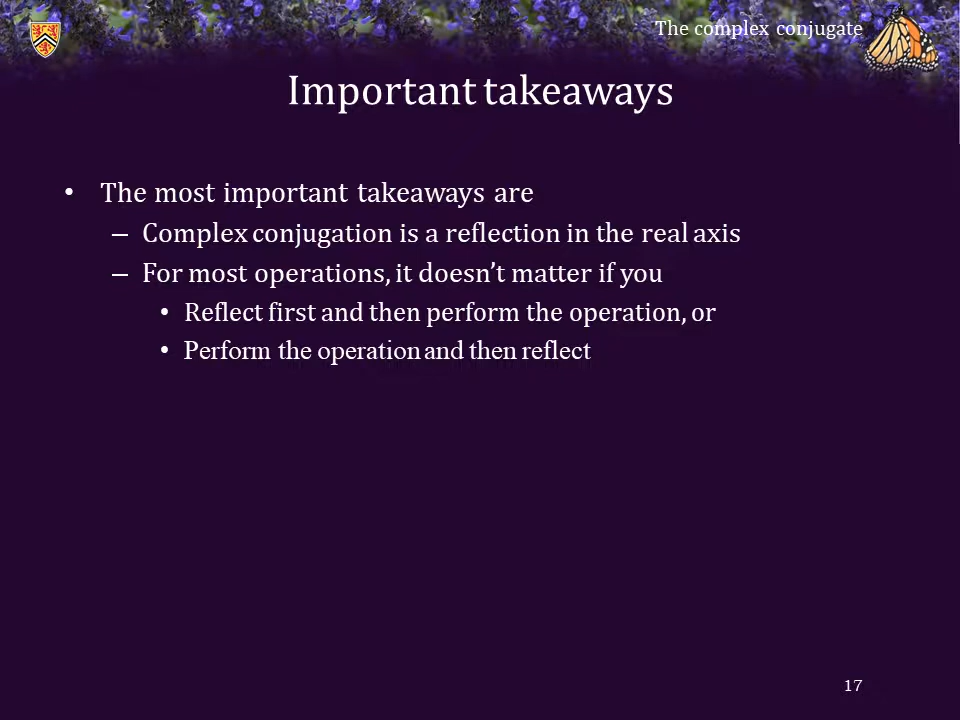 The complex conjugate
Important takeaways
• The most important takeaways are
– Complex conjugation is a reflection in the real axis
– For most operations, it doesn’t matter if you
• Reflect first and then perform the operation, or
• Perform the operation and then reflect
17